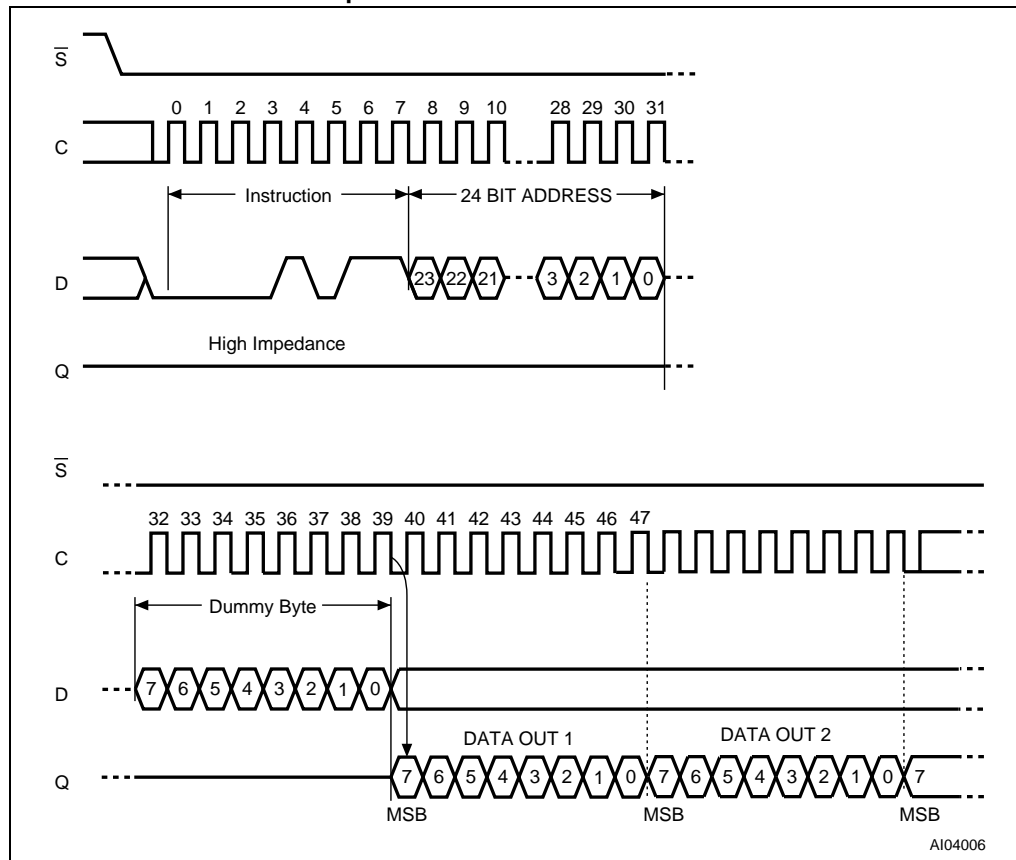 S
0 1 2 3 4 5 6 7 8 9 10 28 29 30 31
C
Instruction 24 BIT ADDRESS
D 23 22 21 3 2 1 0
High Impedance
Q
S
32 33 34 35 36 37 38 39 40 41 42 43 44 45 46 47
C
Dummy Byte
D 7 6 5 4 3 2 1 0
DATA OUT 1 DATA OUT 2
Q 7 6 5 4 3 2 1 0 7 6 5 4 3 2 1 0 7
MSB MSB MSB
AI04006